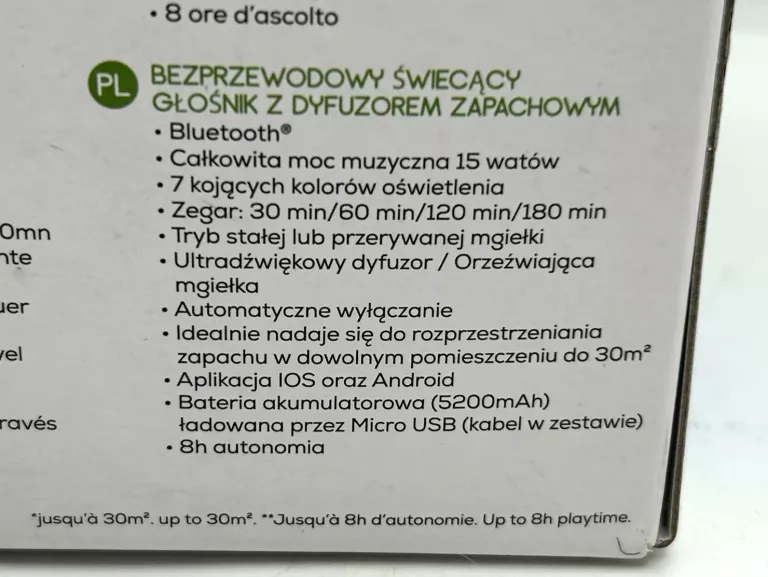 • 8 ore d'ascolto
PL BEZPRZEWODOWY ŚWIECĄCY
GŁOŚNIK Z DYFUZOREM ZAPACHOWYM
• Bluetooth®
• Całkowita moc muzyczna 15 watów
• 7 kojących kolorów oświetlenia
• Zegar: 30 min/60 min/120 min/180 min
• Tryb stałej lub przerywanej mgiełki
• Ultradźwiękowy dyfuzor / Orzeźwiająca
mgiełka
• Automatyczne wyłączanie
• Idealnie nadaje się do rozprzestrzeniania
zapachu w dowolnym pomieszczeniu do 30m²
• Aplikacja IOS oraz Android
• Bateria akumulatorowa (5200mAh)
ładowana przez Micro USB (kabel w zestawie)
• 8h autonomia
*jusqu'à 30m². up to 30m². **Jusqu'à 8h d'autonomie. Up to 8h playtime.